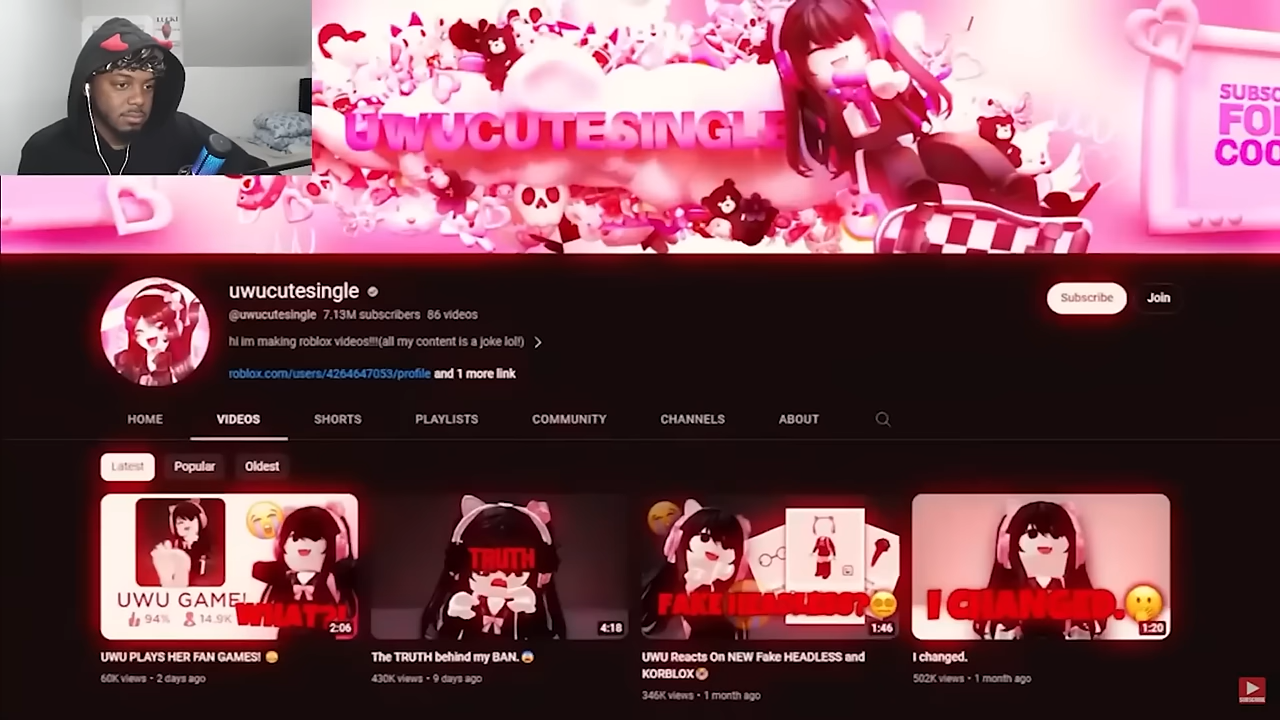 UWUCUTESINGLE
FO
COO
uwucutesingle
@uwucutesingle 7.13M subscribers 86 videos
hi im making roblox videos!!!(all my content is a joke lol!)
roblox.com/users/4264647053/profile and 1 more link
Subscribe
Join
HOME
VIDEOS
SHORTS
PLAYLISTS
COMMUNITY
CHANNELS
ABOUT
Latest
Popular
Oldest
UWU GAME!
94% 14.9K
WHAT?!
2:06
TRUTH
4:18
FAKE HEADLESS?
1:46
I CHANGED.
1:20
UWU PLAYS HER FAN GAMES!
60K views • 2 days ago
The TRUTH behind my BAN.
430K views • 9 days ago
UWU Reacts On NEW Fake HEADLESS and
KORBLOX
346K views • 1 month ago
I changed.
502K views • 1 month ago
SUBSCRIBE